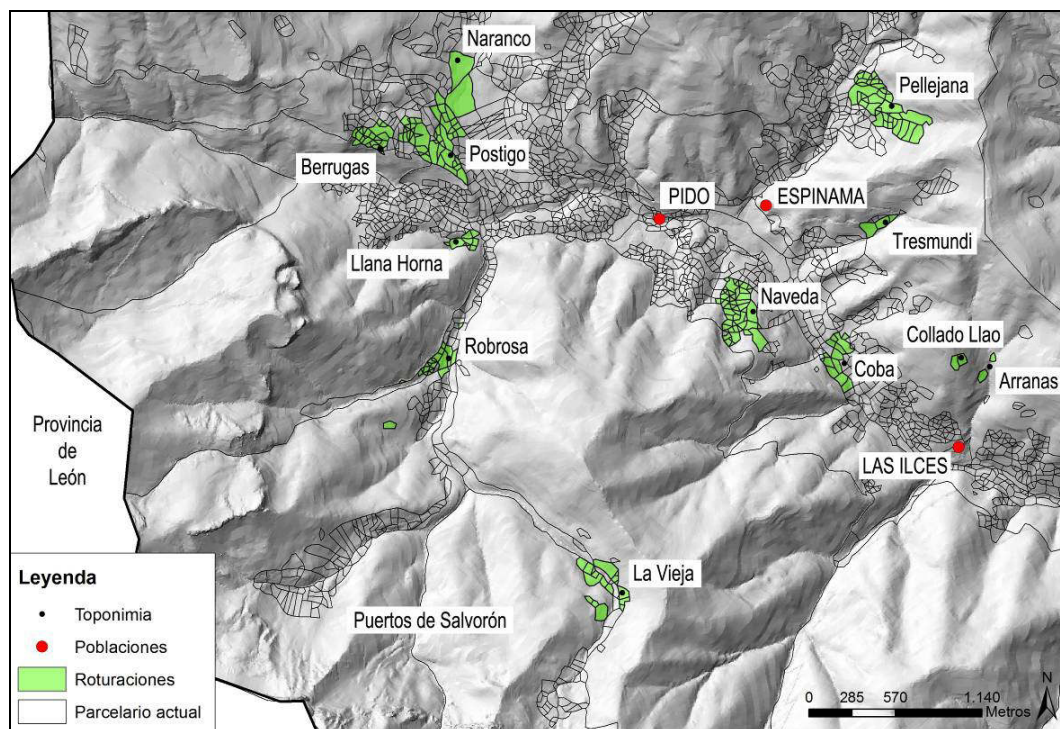 Naranco
Pellejana
Berrugas
Postigo
PIDO
ESPINAMA
Llana Horna
Tresmundi
Naveda
Robrosa
Collado Llao
Coba
Arranas
Provincia
de
León
LAS ILCES
La Vieja
Puertos de Salvorón
Leyenda
Toponimia
Poblaciones
Roturaciones
Parcelario actual
N
0 285 570 1.140
Metros